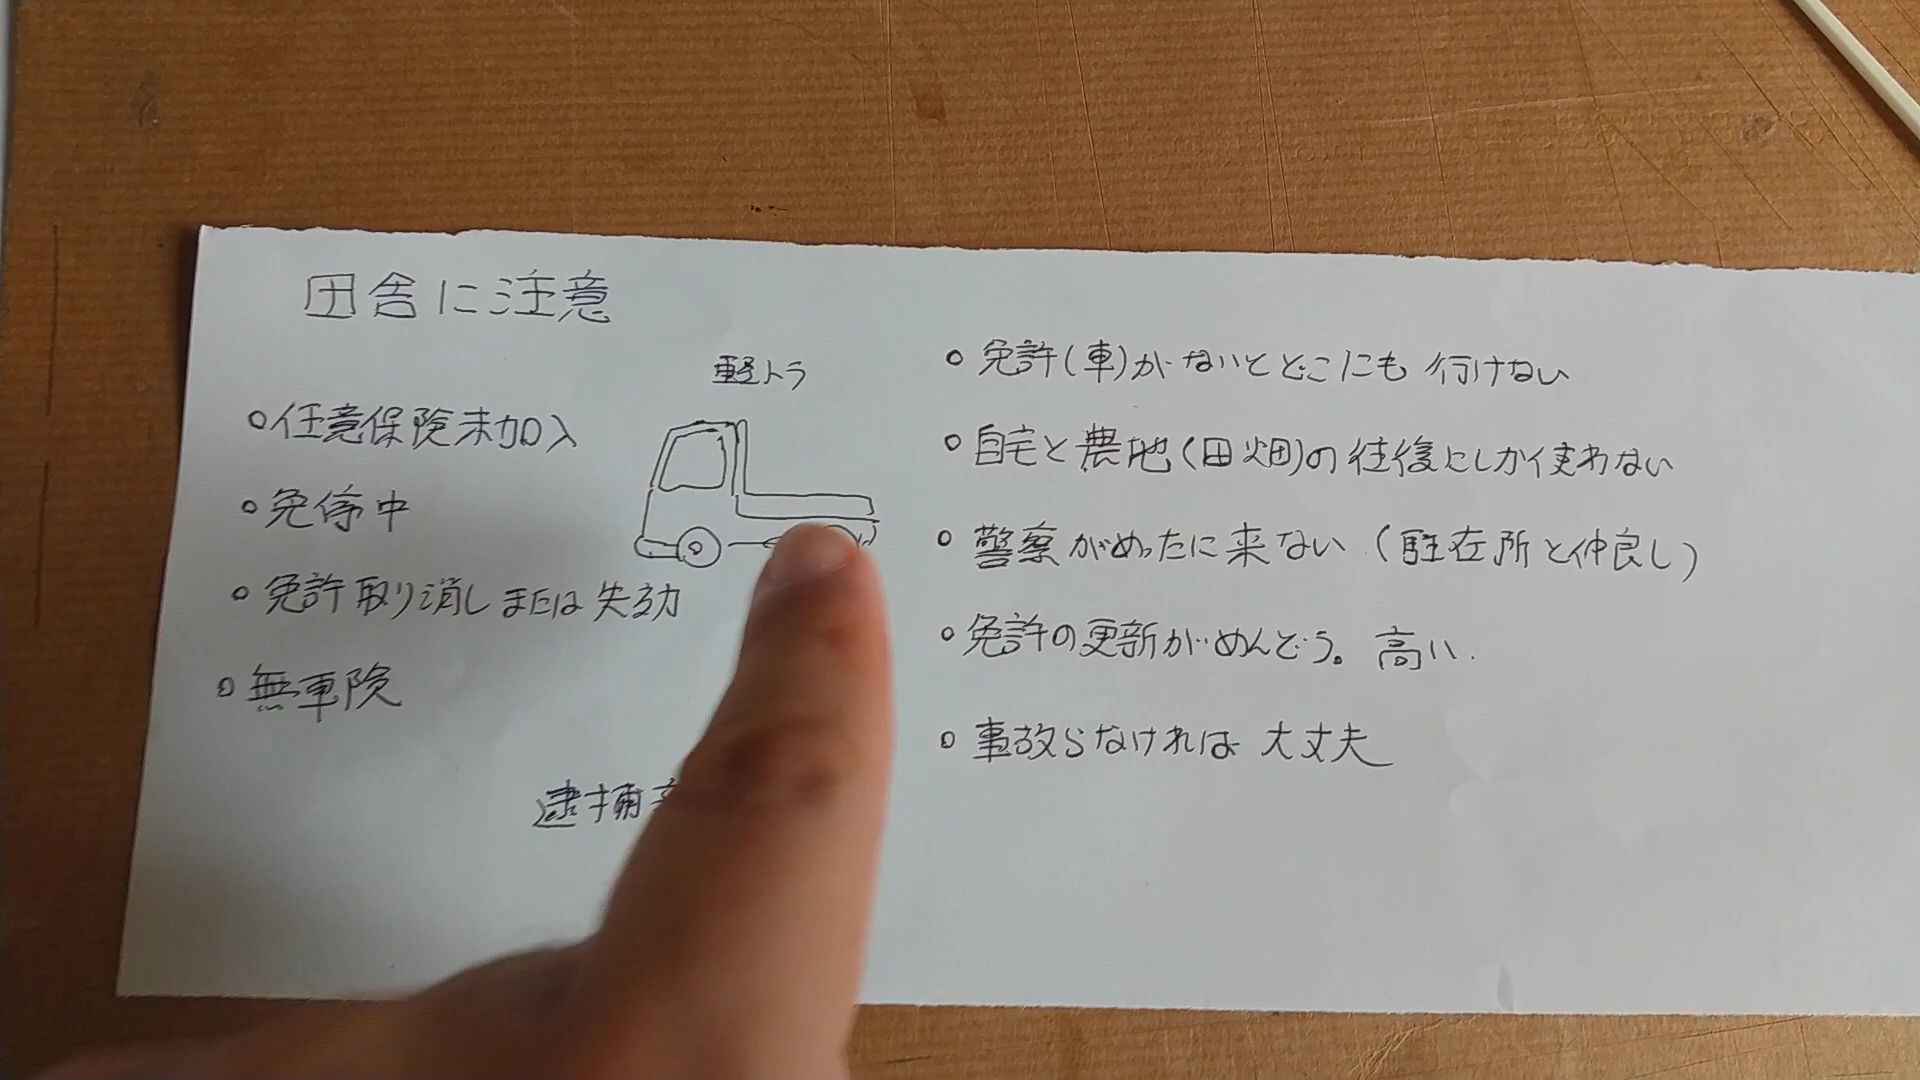 田舎に注意
軽トラ
○任意保険未加入
○免停中
○免許取り消しまたは失効
○無車険
逮捕
○免許(車)がないとどこにも行けない
○自宅と農地(田畑)の往復にしか使わない
○警察がめったに来ない(駐在所と仲良し)
○免許の更新がめんどう。高い.
○事故らなければ大丈夫